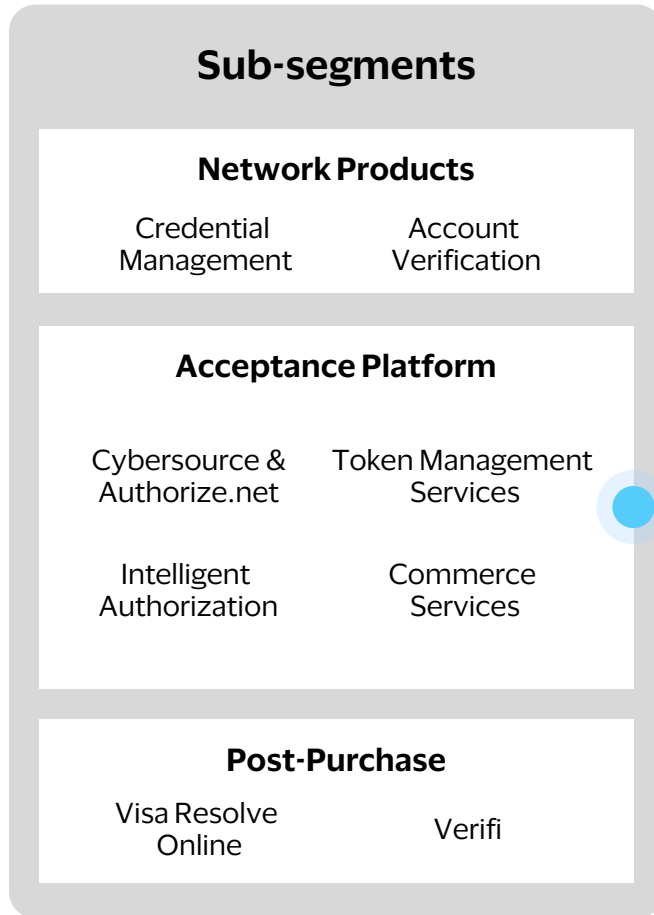 Sub-segments
Network Products
Credential
Management
Account
Verification
Acceptance Platform
Cybersource &
Authorize.net
Token Management
Services
Intelligent
Authorization
Commerce
Services
Post-Purchase
Visa Resolve
Online
Verifi